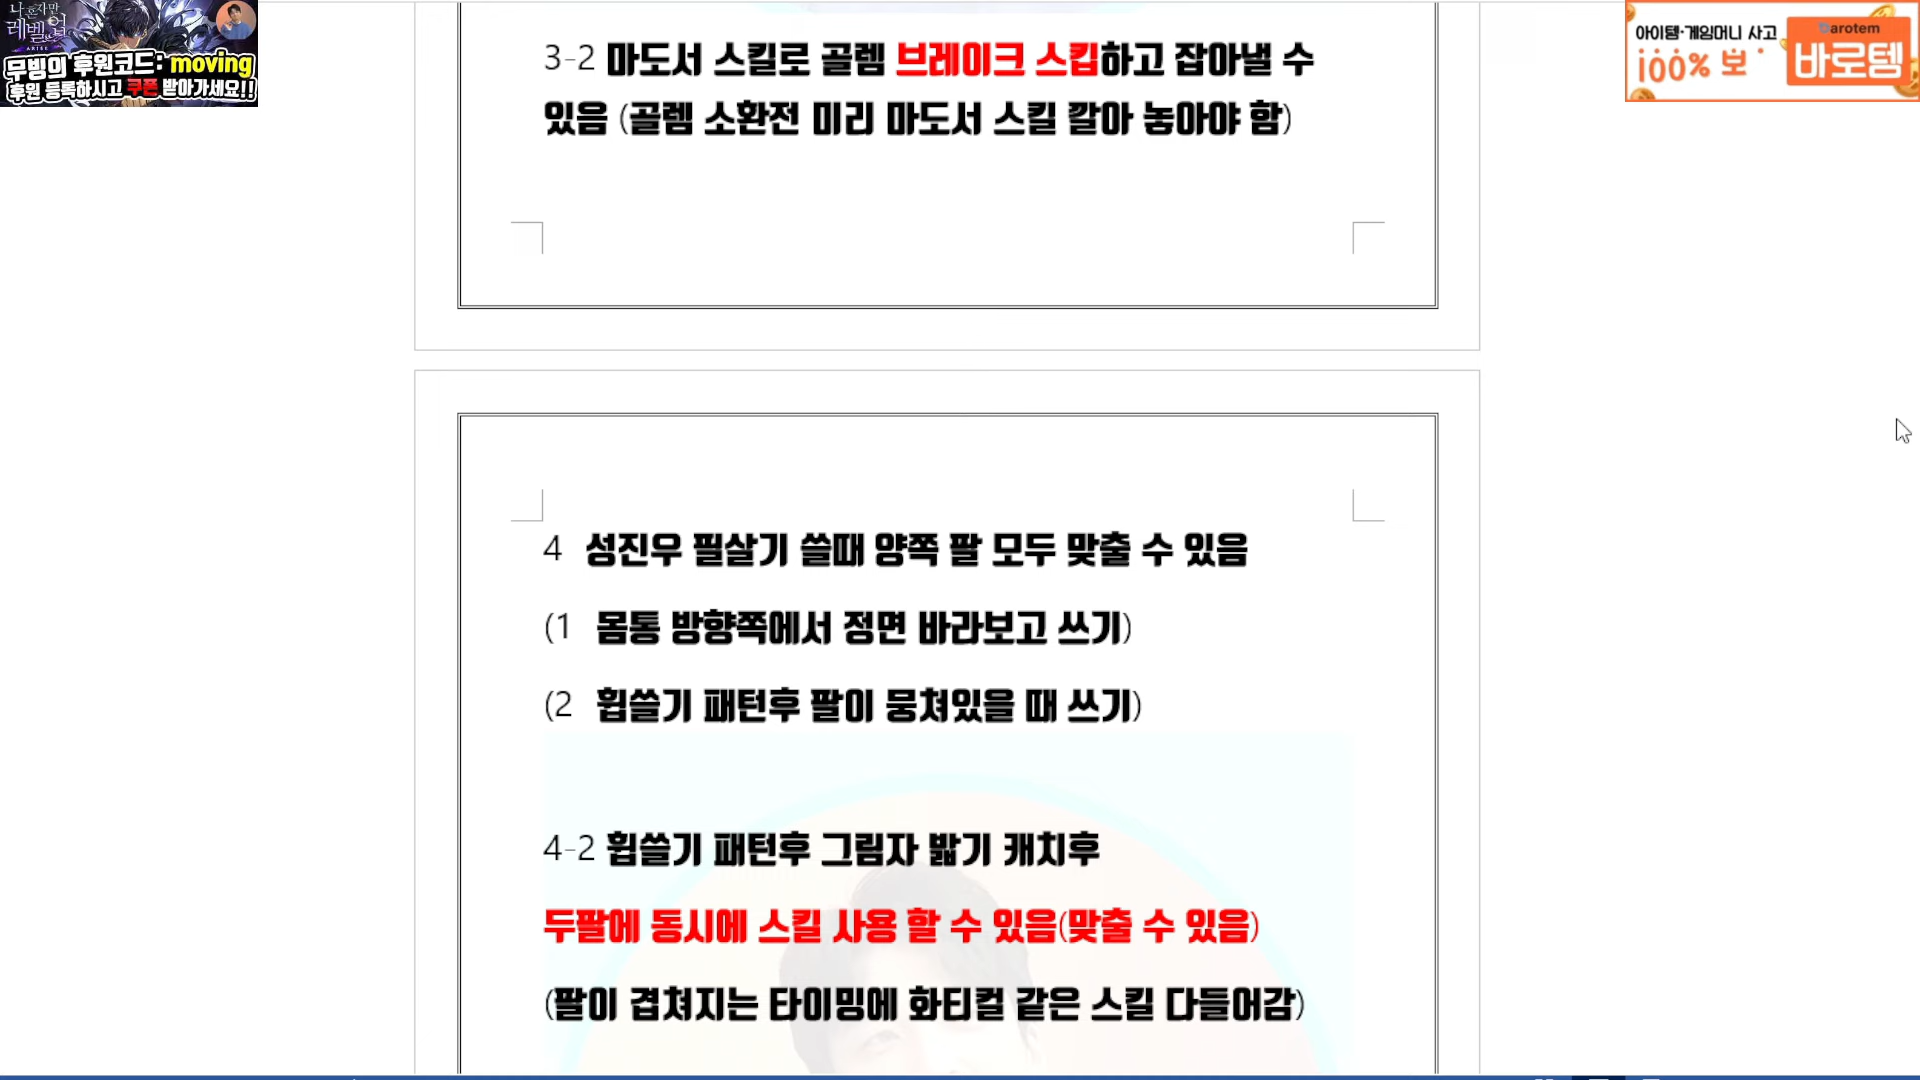 나 혼자만
레벨업
ARISE
무빙의 후원코드: moving
후원 등록하시고 쿠폰 받아가세요!!
아이템·게임머니 사고
100% 보
Barotem
바로템
3-2 마도서 스킬로 골렘 브레이크 스킵하고 잡아낼 수
있음 (골렘 소환전 미리 마도서 스킬 깔아 놓아야 함)
4 성진우 필살기 쓸때 양쪽 팔 모두 맞출 수 있음
(1 몸통 방향쪽에서 정면 바라보고 쓰기)
(2 휩쓸기 패턴후 팔이 뭉쳐있을 때 쓰기)
4-2 휩쓸기 패턴후 그림자 밟기 캐치후
두팔에 동시에 스킬 사용 할 수 있음(맞출 수 있음)
(팔이 겹쳐지는 타이밍에 화티컬 같은 스킬 다들어감)